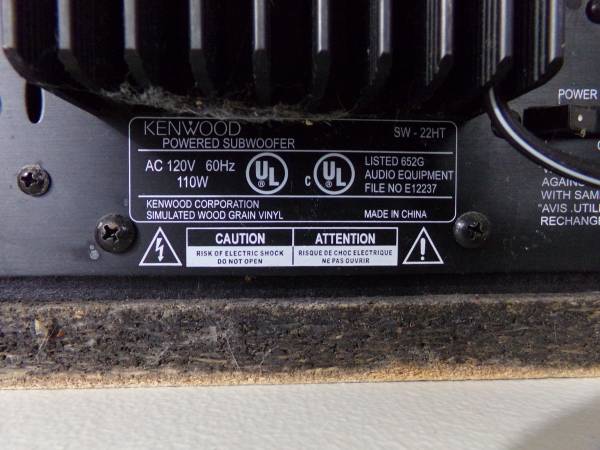 KENWOOD
POWERED SUBWOOFER
SW - 22HT
AC 120V 60Hz
110W
UL
C UL
LISTED 652G
AUDIO EQUIPMENT
FILE NO E12237
KENWOOD CORPORATION
SIMULATED WOOD GRAIN VINYL
MADE IN CHINA
CAUTION
RISK OF ELECTRIC SHOCK
DO NOT OPEN
ATTENTION
RISQUE DE CHOC ELECTRIQUE
NE PAS OUVRIR
POWER
AGAINS
WITH SAM
"AVIS .UTILI
RECHANGE